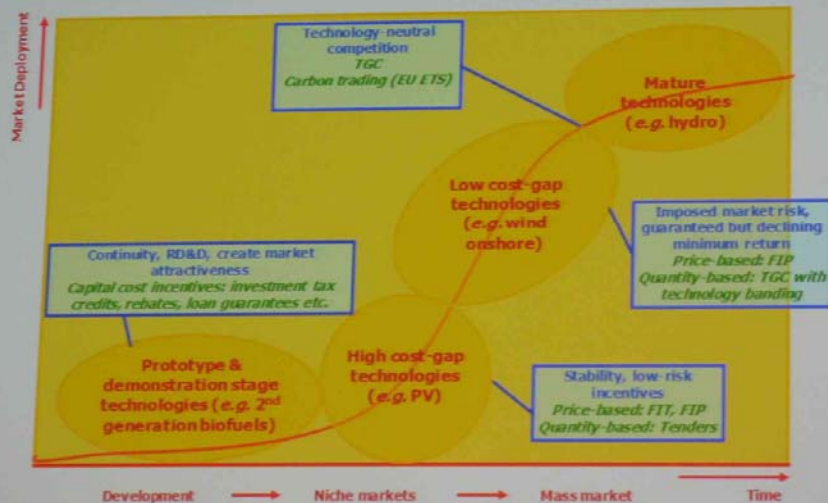 Market Deployment
Technology-neutral
competition
TGC
Carbon trading (EU ETS)
Mature
technologies
(e.g. hydro)
Low cost-gap
technologies
(e.g. wind
onshore)
Imposed market risk,
guaranteed but declining
minimum return
Price-based: FIP
Quantity-based: TGC with
technology banding
Continuity, RD&D, create market
attractiveness
Capital cost incentives: investment tax
credits, rebates, loan guarantees etc.
Prototype &
demonstration stage
technologies (e.g. 2nd
generation biofuels)
High cost-gap
technologies
(e.g. PV)
Stability, low-risk
incentives
Price-based: FIT, FIP
Quantity-based: Tenders
Development → Niche markets → Mass market → Time